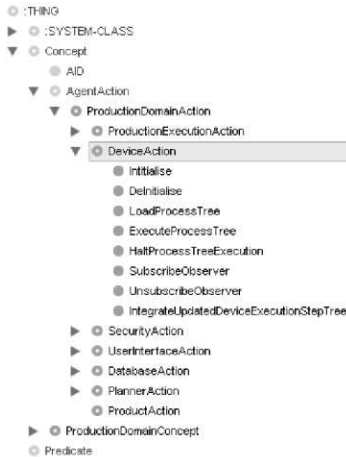 :THING
:SYSTEM-CLASS
Concept
AID
AgentAction
ProductionDomainAction
ProductionExecutionAction
DeviceAction
Intitialise
DeInitialise
LoadProcessTree
ExecuteProcessTree
HaltProcessTreeExecution
SubscribeObserver
UnsubscribeObserver
IntegrateUpdatedDeviceExecutionStepTree
SecurityAction
UserInterfaceAction
DatabaseAction
PlannerAction
ProductAction
ProductionDomainConcept
Predicate